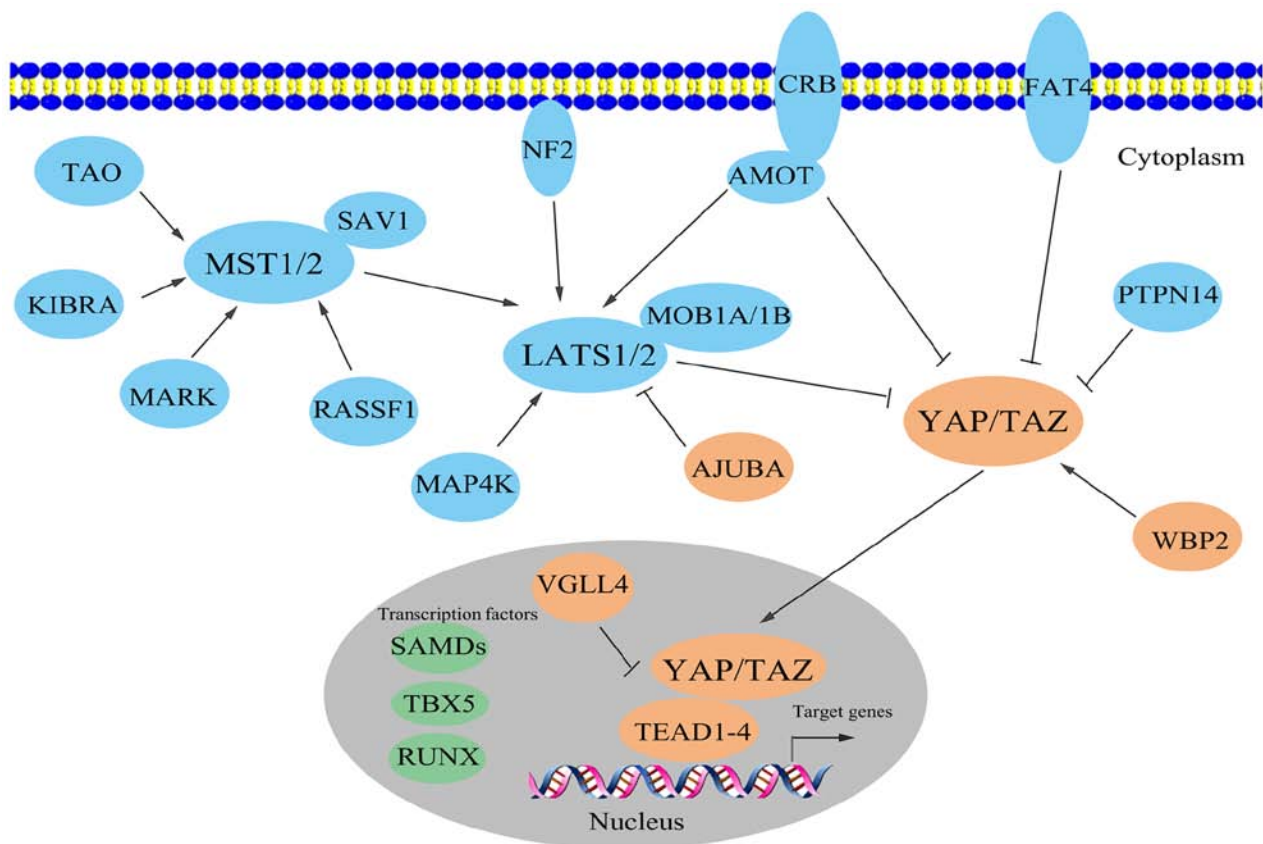 CRB
FAT4
NF2
AMOT
Cytoplasm
TAO
SAV1
MST1/2
KIBRA
PTPN14
MOB1A/1B
LATS1/2
MARK
RASSF1
YAP/TAZ
MAP4K
AJUBA
WBP2
VGLL4
Transcription factors
SAMDs
YAP/TAZ
TBX5
TEAD1-4
Target genes
RUNX
Nucleus